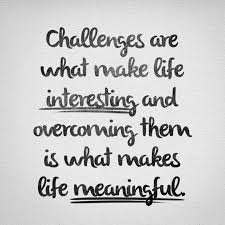 Challenges are
what make life
interesting and
overcoming them
is what makes
life meaningful.